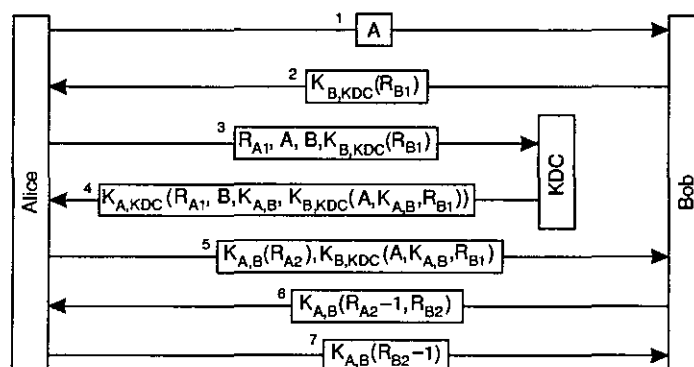 1 A
2 K_B,KDC(R_B1)
3 R_A1, A, B,K_B,KDC(R_B1)
KDC
4 K_A,KDC(R_A1, B,K_A,B, K_B,KDC(A,K_A,B,R_B1))
Alice
Bob
5 K_A,B(R_A2),K_B,KDC(A,K_A,B,R_B1)
6 K_A,B(R_A2–1,R_B2)
7 K_A,B(R_B2–1)